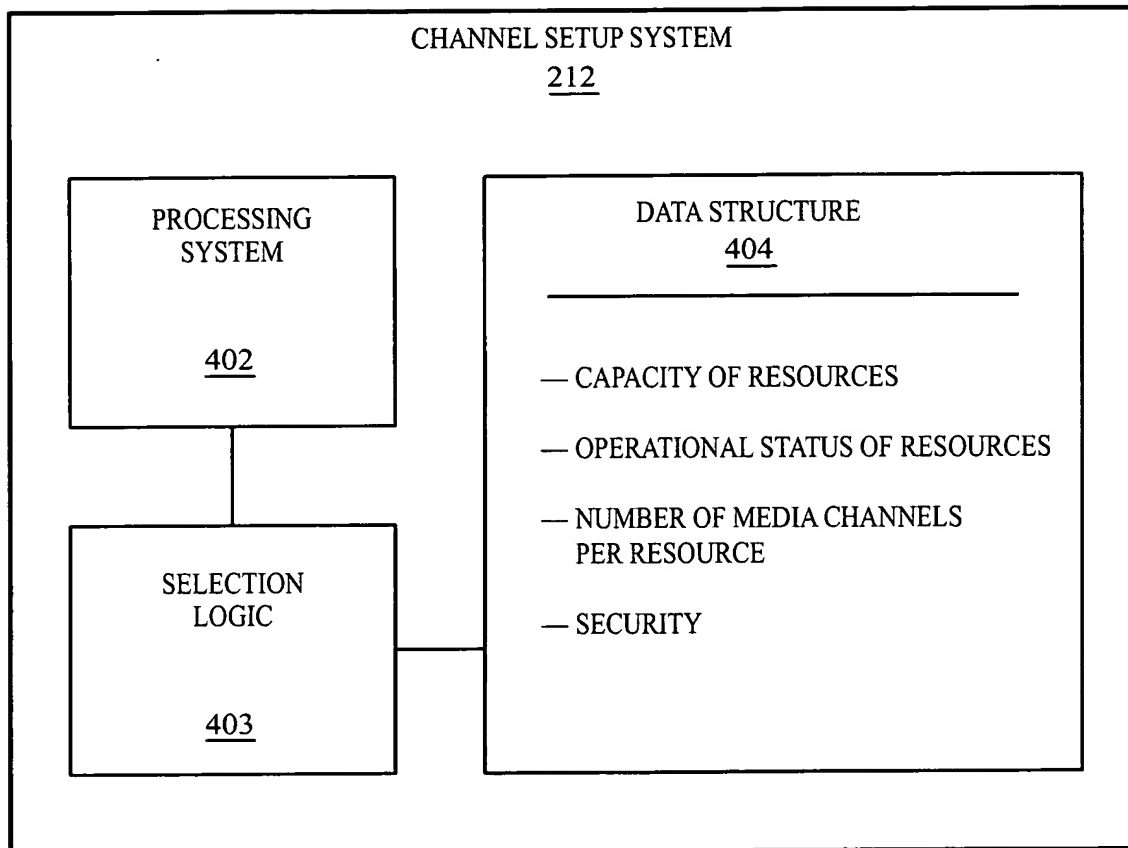 CHANNEL SETUP SYSTEM
212
PROCESSING
SYSTEM
402
SELECTION
LOGIC
403
DATA STRUCTURE
404
— CAPACITY OF RESOURCES
— OPERATIONAL STATUS OF RESOURCES
— NUMBER OF MEDIA CHANNELS
PER RESOURCE
— SECURITY